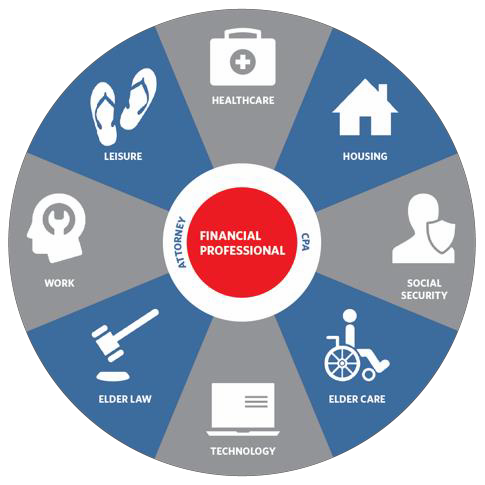 HEALTHCARE
HOUSING
SOCIAL
SECURITY
ELDER CARE
TECHNOLOGY
ELDER LAW
WORK
LEISURE
ATTORNEY
FINANCIAL
PROFESSIONAL
CPA